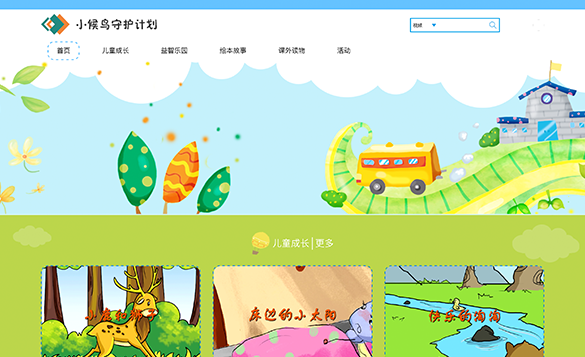 小候鸟守护计划
视频
首页 儿童成长 益智乐园 绘本故事 课外读物 活动
儿童成长|更多
小鹿和狮子
床边的小太阳
快乐的淘淘